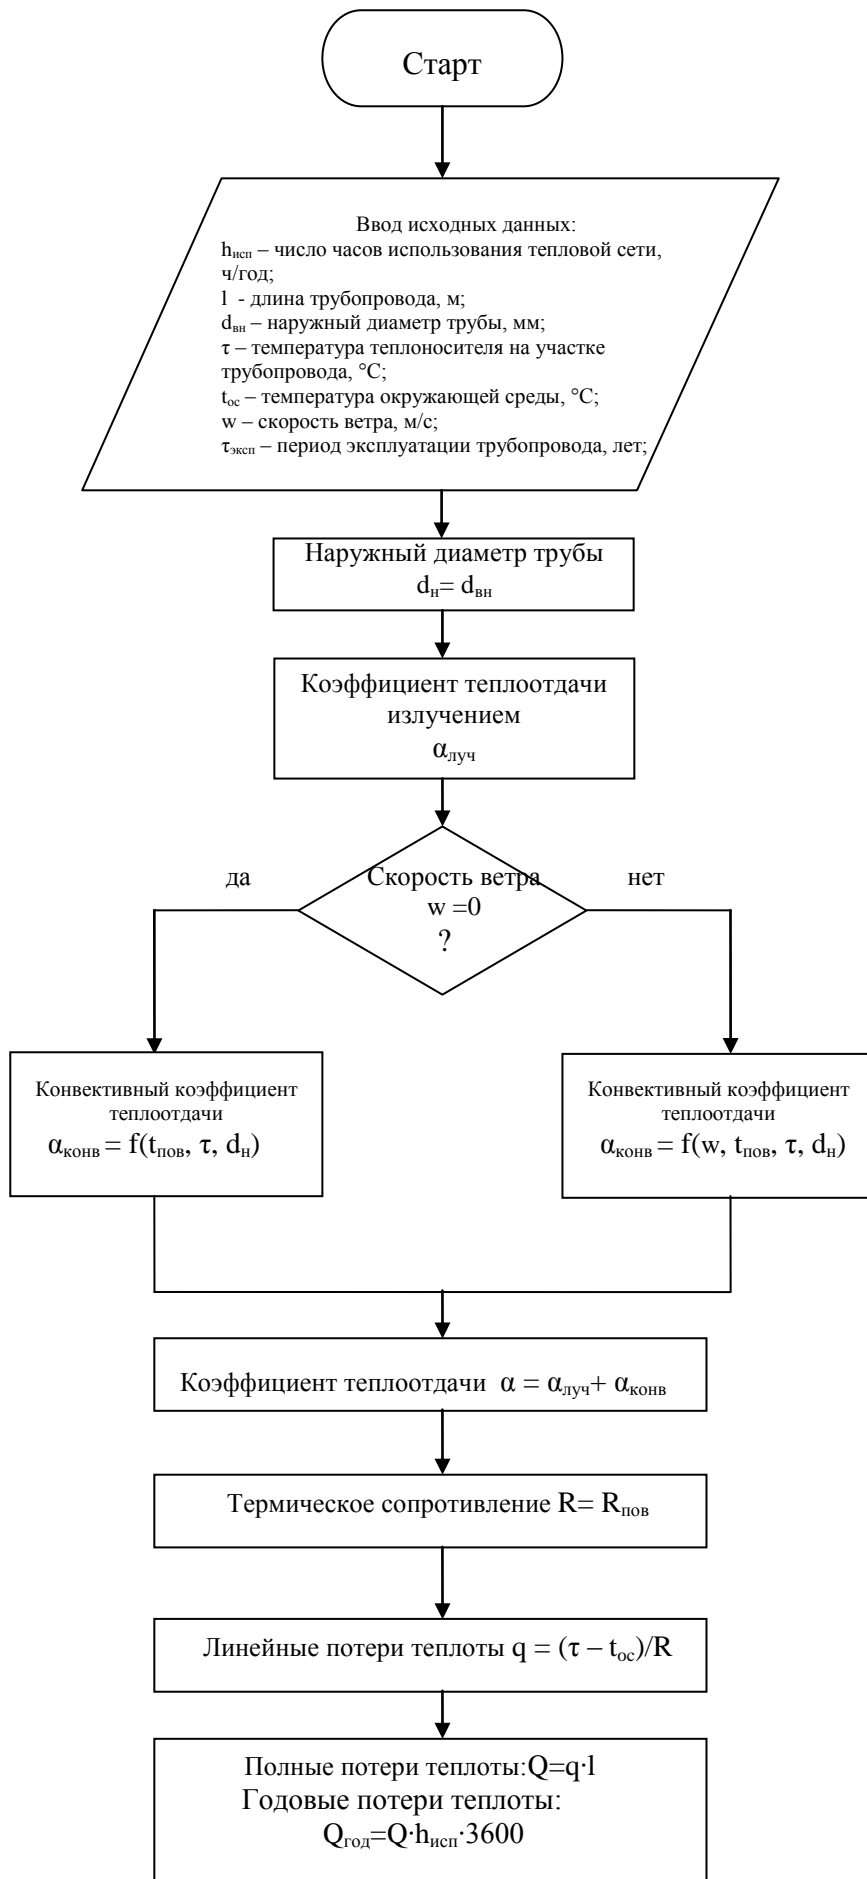 Старт
Ввод исходных данных:
hисп – число часов использования тепловой сети,
ч/год;
l - длина трубопровода, м;
dвн – наружный диаметр трубы, мм;
τ – температура теплоносителя на участке
трубопровода, °C;
tос – температура окружающей среды, °C;
w – скорость ветра, м/с;
τэксп – период эксплуатации трубопровода, лет;
Наружный диаметр трубы
dн= dвн
Коэффициент теплоотдачи
излучением
αлуч
да
Скорость ветра
нет
w =0
?
Конвективный коэффициент
теплоотдачи
αконв = f(tпов, τ, dн)
Конвективный коэффициент
теплоотдачи
αконв = f(w, tпов, τ, dн)
Коэффициент теплоотдачи α = αлуч+ αконв
Термическое сопротивление R= Rпов
Линейные потери теплоты q = (τ – tос)/R
Полные потери теплоты:Q=q·l
Годовые потери теплоты:
Qгод=Q·hисп·3600